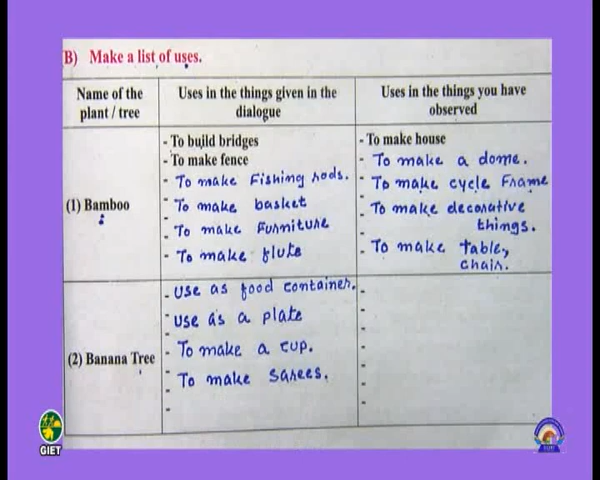 B) Make a list of uses.
Name of the
plant / tree
Uses in the things given in the
dialogue
Uses in the things you have
observed
(1) Bamboo
- To build bridges
- To make fence
- To make Fishing rods.
- To make basket
- To make Furniture
- To make flute
- To make house
- To make a dome.
- To make cycle Frame
- To make decorative
things.
- To make table,
chair.
(2) Banana Tree
- Use as food container.
- Use as a plate
- To make a cup.
- To make sarees.
-
-
-
-
-
-
-
-
GIET